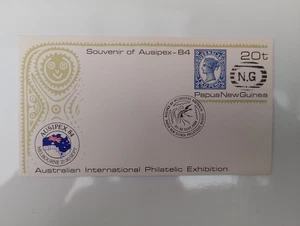 Souvenir of Ausipex-84
20t
N.G
Papua New Guinea
AUSIPEX 84
Australian International Philatelic Exhibition